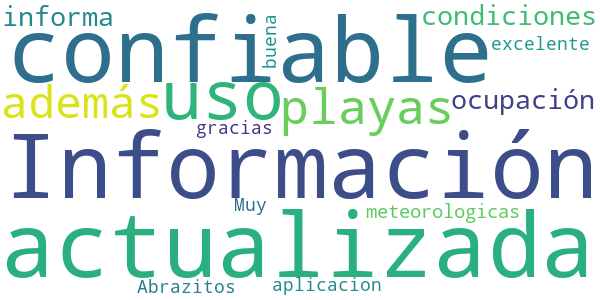 informa
condiciones
buena
confiable
excelente
además
uso
playas
ocupación
gracias
Información
Muy
meteorologicas
actualizada
Abrazitos
aplicacion